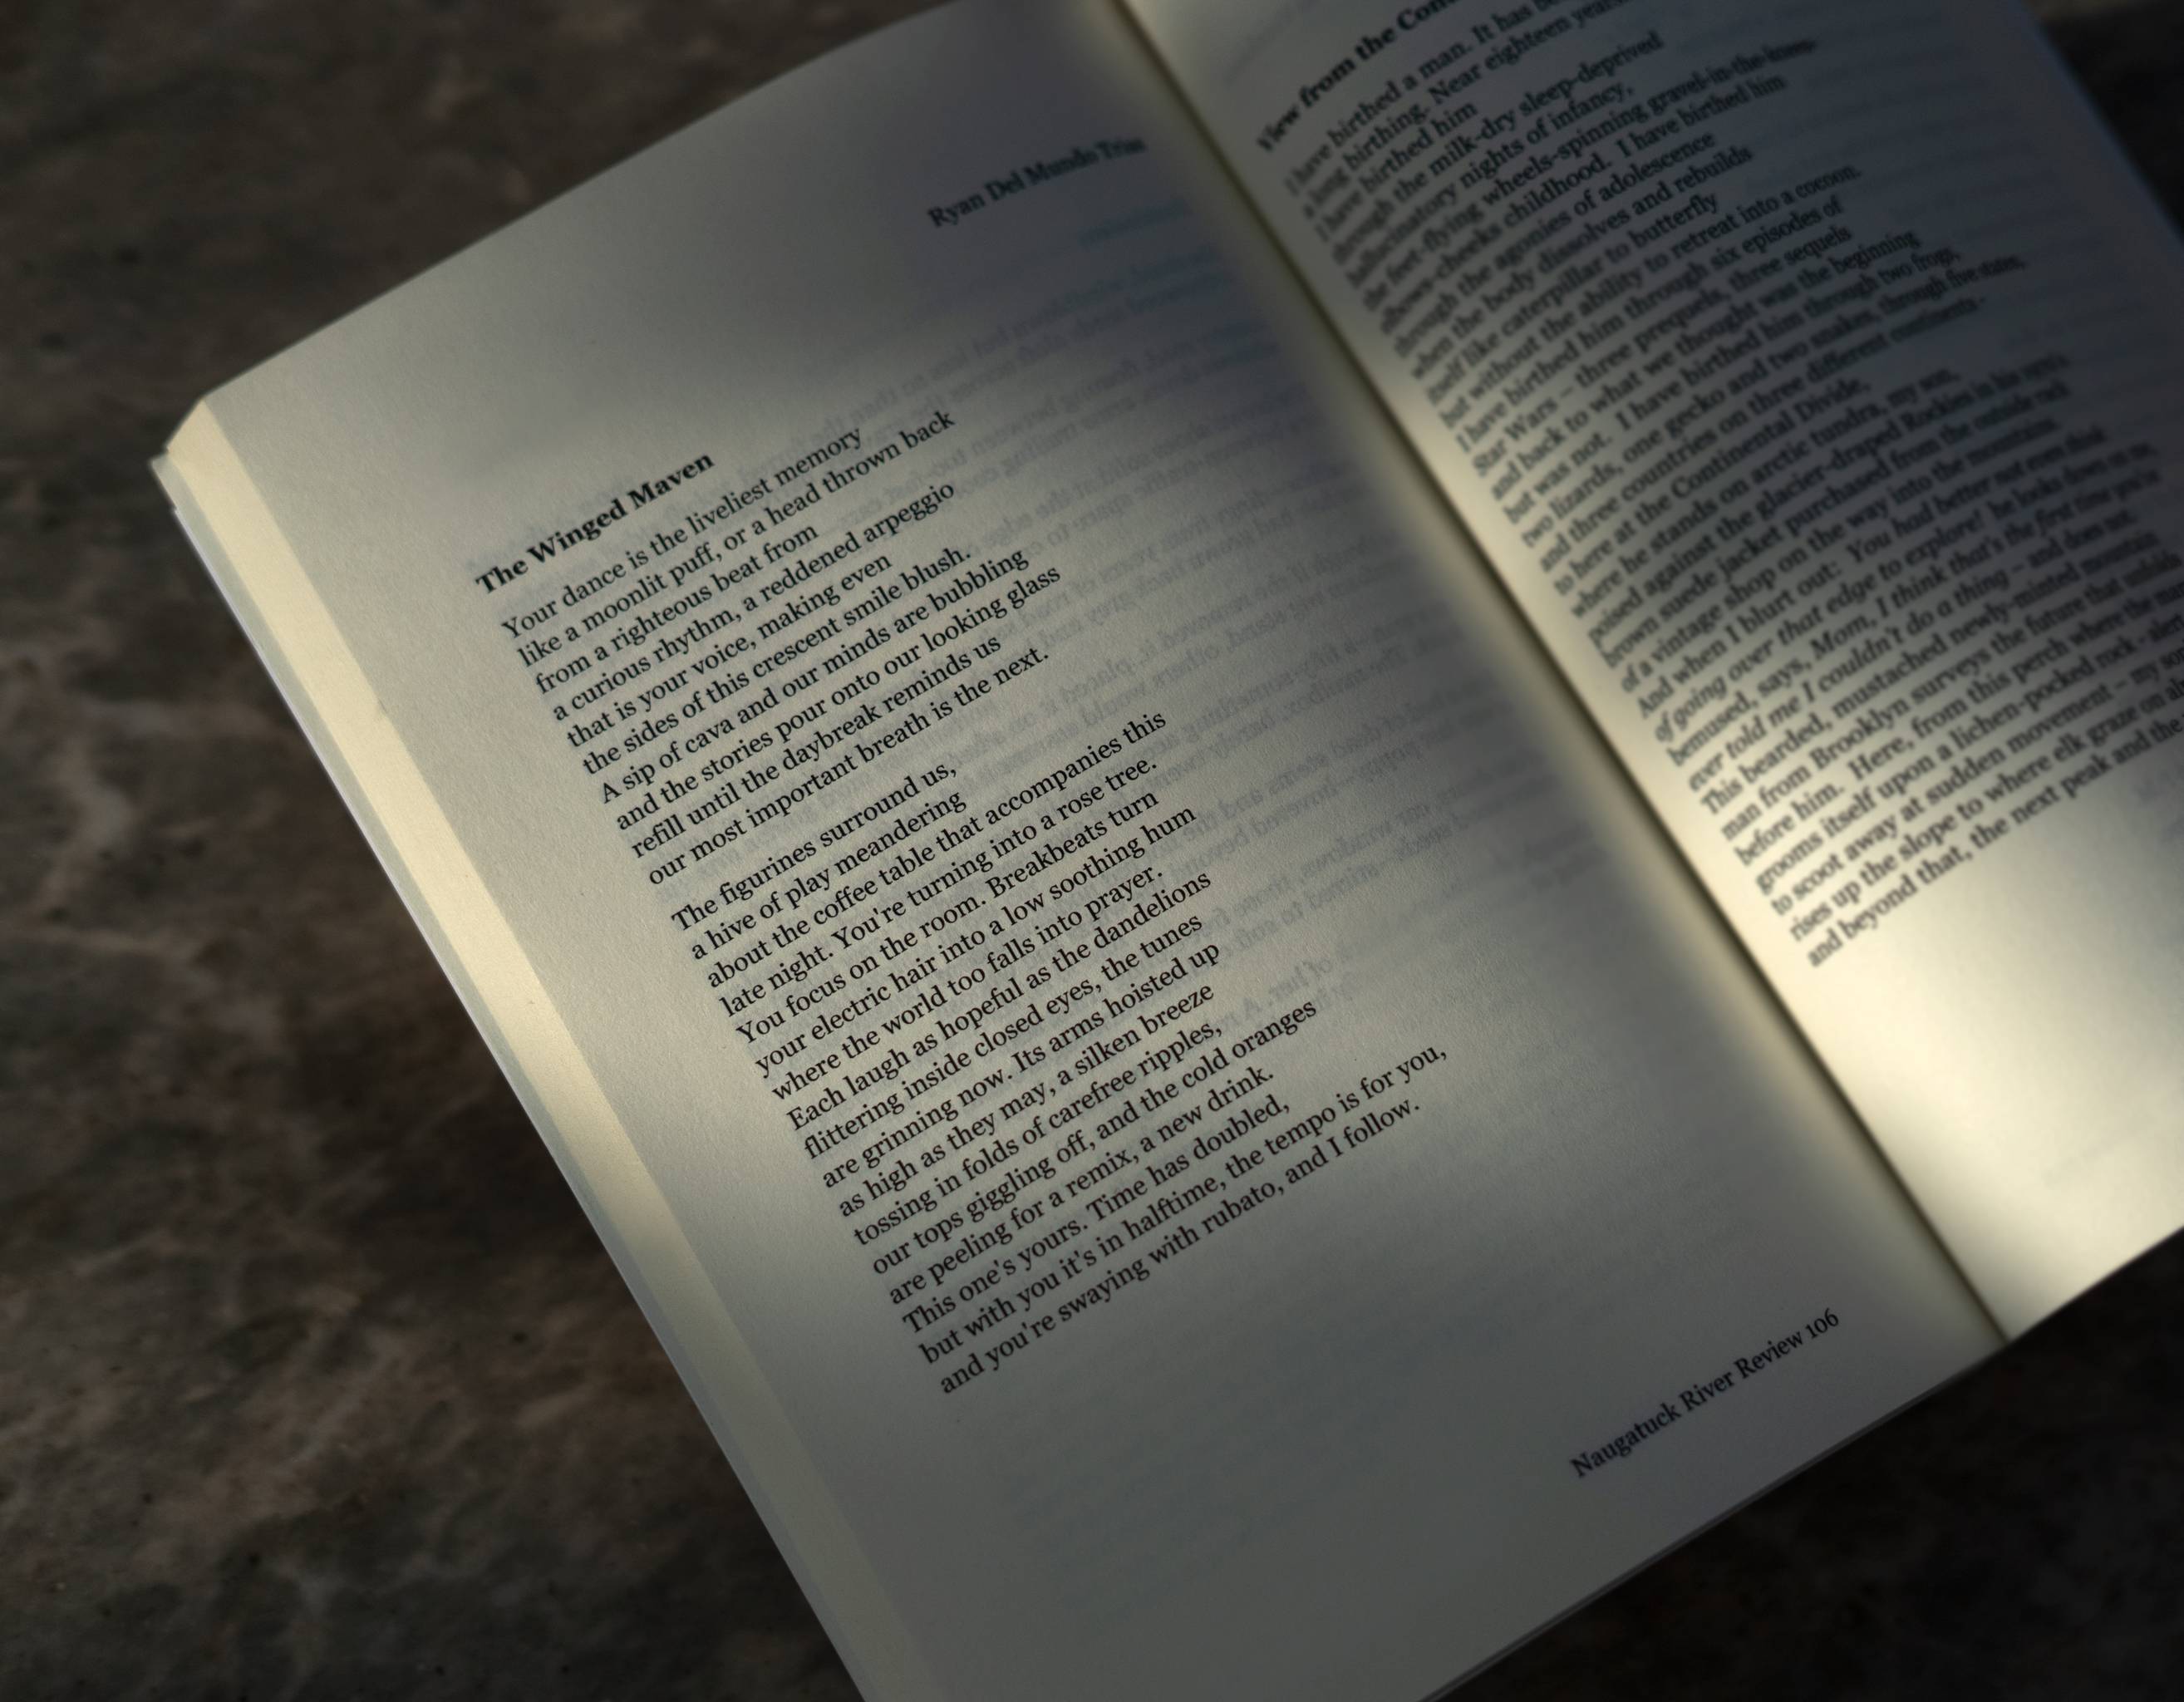 Ryan Del Mundo Trias
The Winged Maven
Your dance is the liveliest memory
like a moonlit puff, or a head thrown back
from a righteous beat from
a curious rhythm, a reddened arpeggio
that is your voice, making even
the sides of this crescent smile blush.
A sip of cava and our minds are bubbling
and the stories pour onto our looking glass
refill until the daybreak reminds us
our most important breath is the next.
The figurines surround us,
a hive of play meandering
about the coffee table that accompanies this
late night. You're turning into a rose tree.
You focus on the room. Breakbeats turn
your electric hair into a low soothing hum
where the world too falls into prayer.
Each laugh as hopeful as the dandelions
flittering inside closed eyes, the tunes
are grinning now. Its arms hoisted up
as high as they may, a silken breeze
tossing in folds of carefree ripples,
our tops giggling off, and the cold oranges
are peeling for a remix, a new drink.
This one's yours. Time has doubled,
but with you it's in halftime, the tempo is for you,
and you're swaying with rubato, and I follow.
Naugatuck River Review 106
View from the
I have birthed a man. It has
a long birthing. Near eighteen
I have birthed him
through the milk-dry sleep-deprived
hallucinatory nights of infancy,
the feet-flying wheels-spinning gravel-in-the-knees-
clown-cheeks childhood. I have birthed him
through the agonies of adolescence
when the body dissolves and rebuilds
itself like caterpillar to butterfly
but without the ability to retreat into a cocoon.
I have birthed him through six episodes of
Star Wars – three prequels, three sequels
and back to what we thought was the beginning
but was not. I have birthed him through two frogs,
two lizards, one gecko and two snakes, through five states,
and three countries on three different continents -
to here at the Continental Divide,
where he stands on arctic tundra, my son,
poised against the glacier-draped Rockies in his
brown suede jacket purchased from the outside rack
of a vintage shop on the way into the mountains.
And when I blurt out: You had better not even think
of going over that edge to explore! he looks down at me
bemused, says, Mom, I think that's the first time you've
ever told me I couldn't do a thing – and does not.
This bearded, mustached newly-minted mountain
man from Brooklyn surveys the future that
before him. Here, from this perch where the
grooms itself upon a lichen-pocked rock -
to scoot away at sudden movement – my son
rises up the slope to where elk graze on
and beyond that, the next peak and the